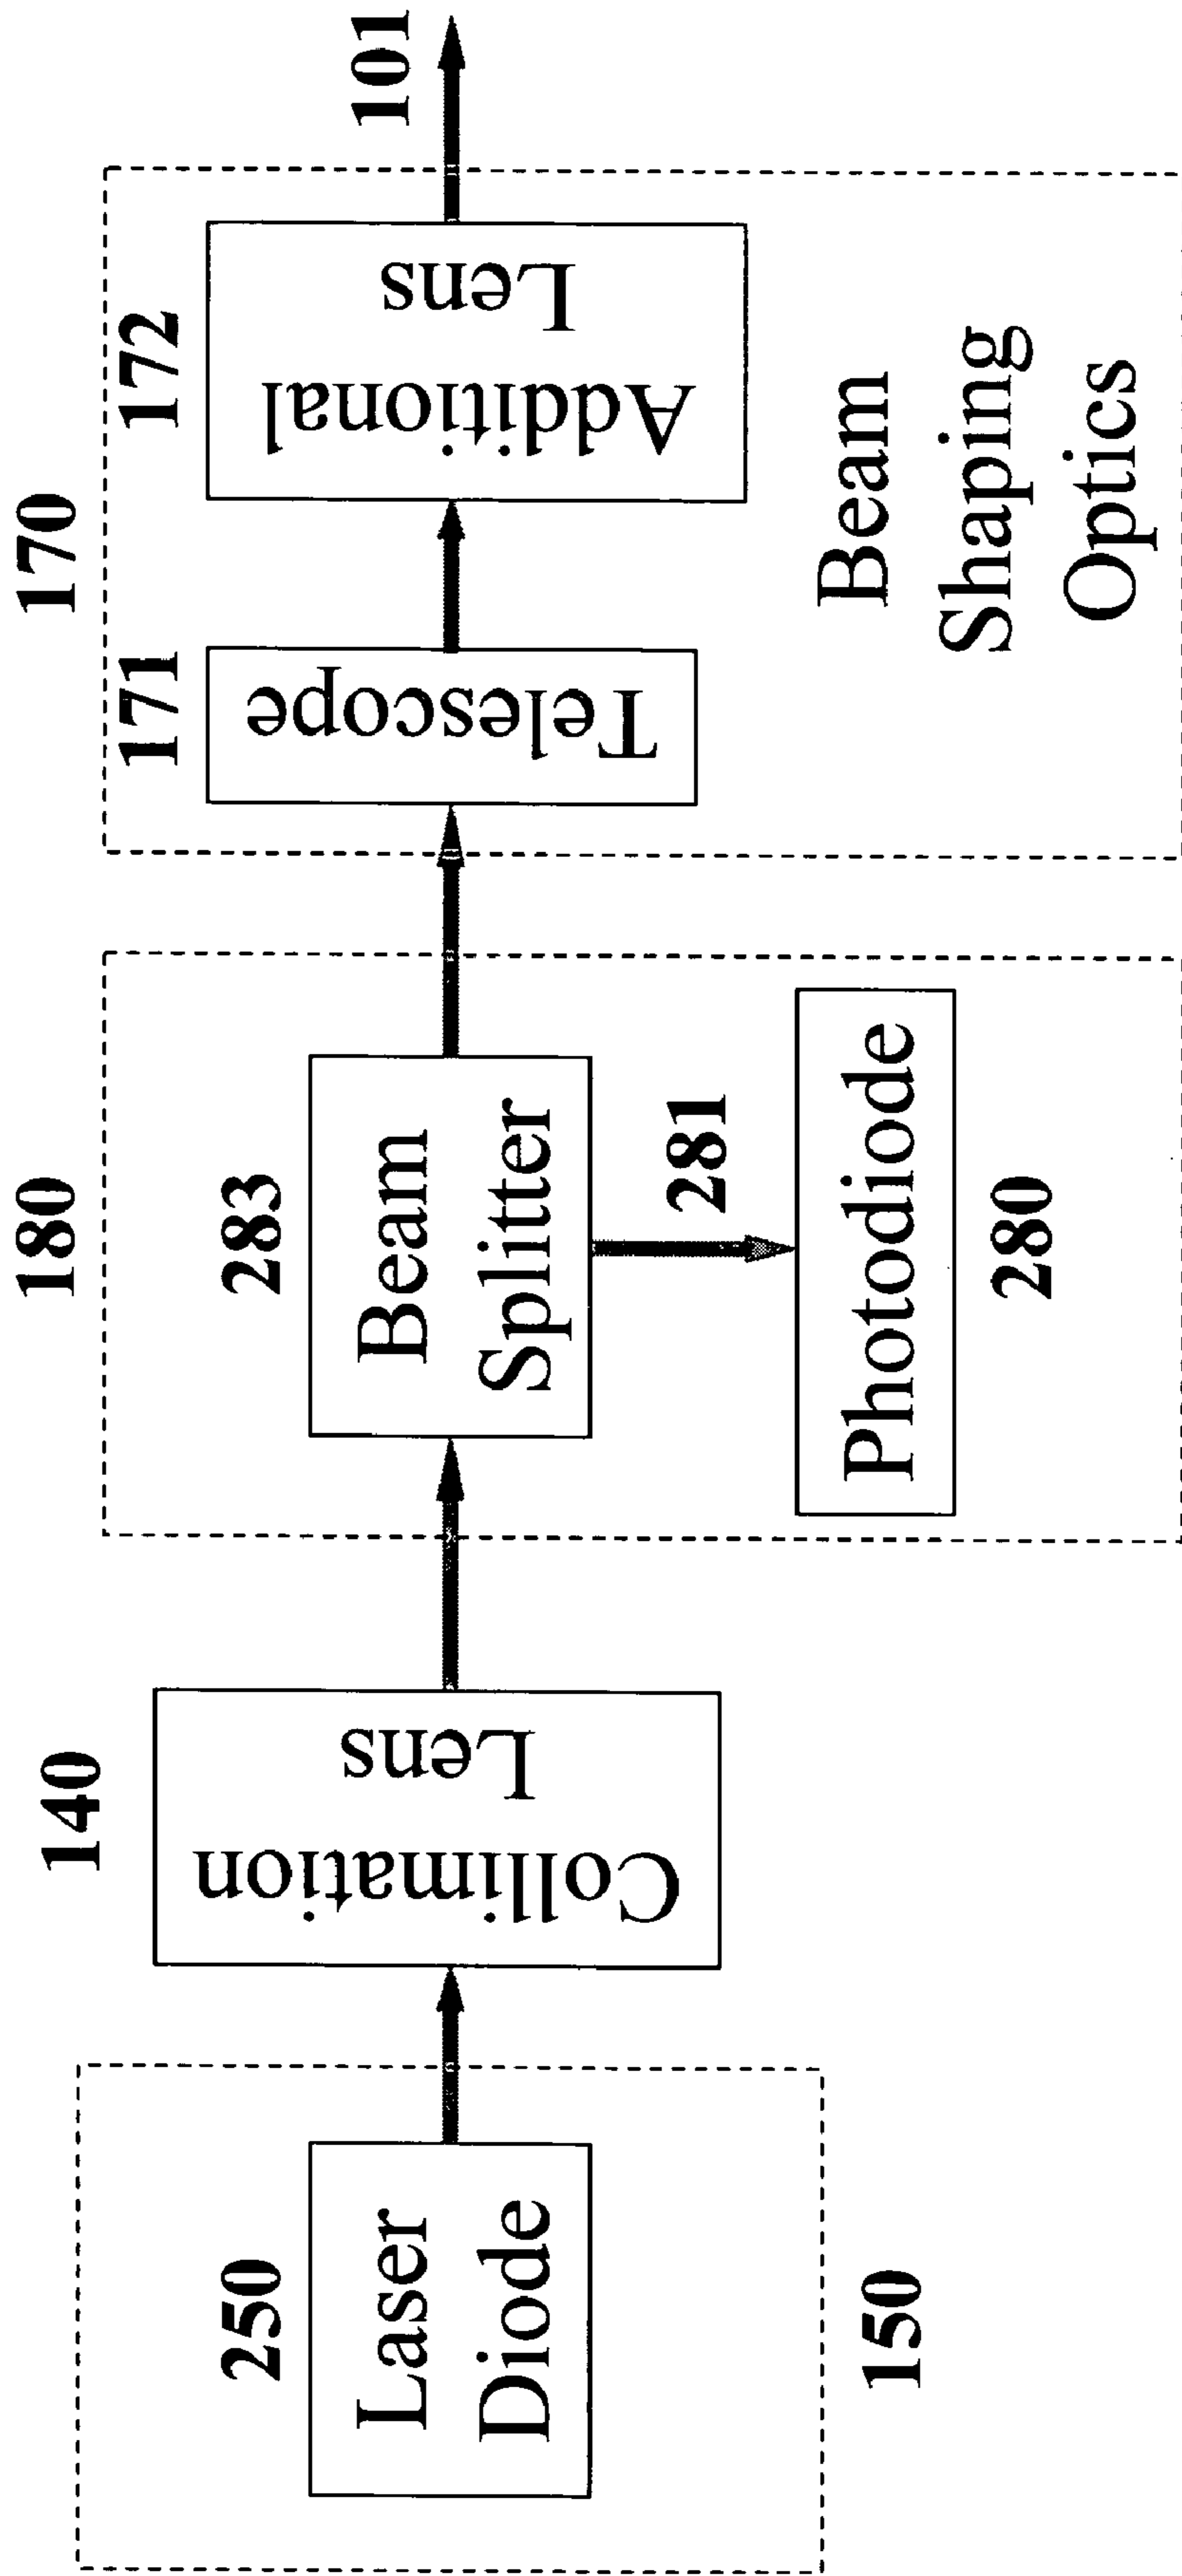 150
250
Laser
Diode
140
Collimation
Lens
180
283
Beam
Splitter
281
Photodiode
280
170
171
Telescope
172
Additional
Lens
Beam
Shaping
Optics
101